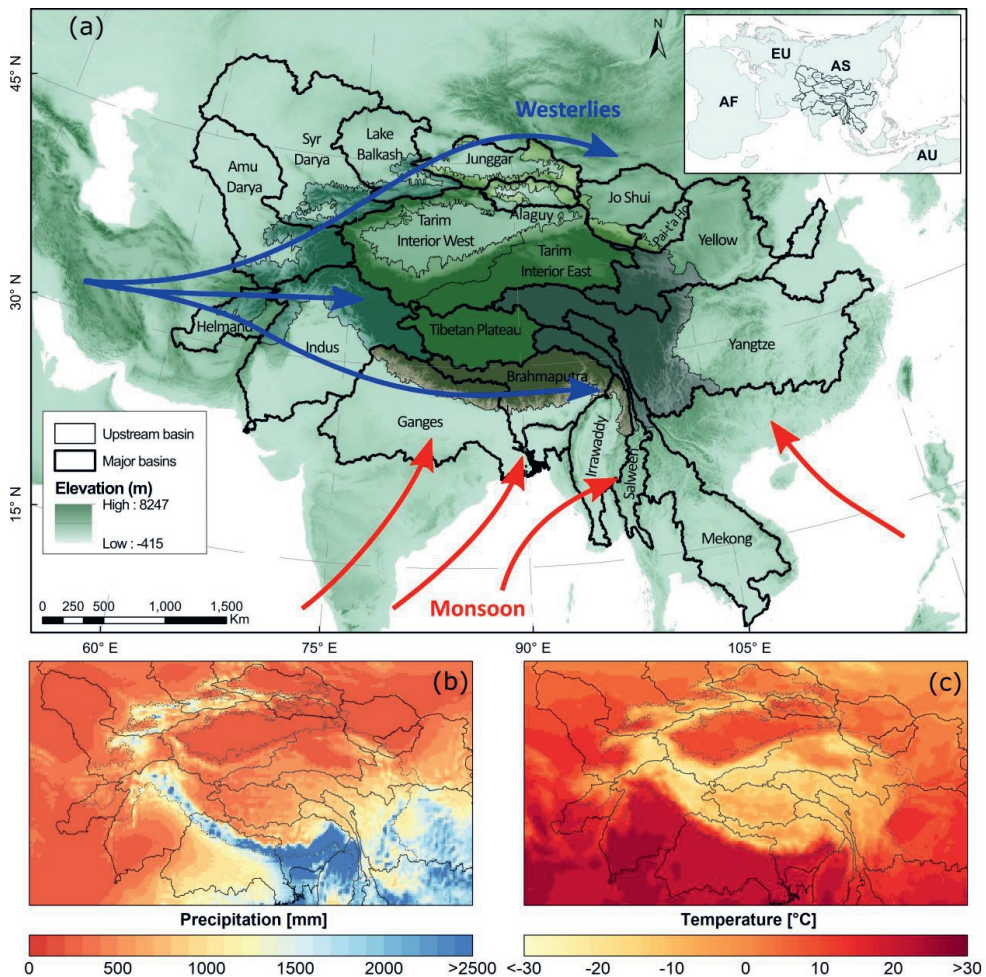 (a)
N
EU
AS
AF
AU
45° N
30° N
15° N
Westerlies
Syr
Darya
Lake
Balkash
Junggar
Amu
Darya
Jo Shui
Tarim
Interior West
Alaguy
Pai-t'a Ho
Yellow
Tarim
Interior East
Helmand
Indus
Tibetan Plateau
Yangtze
Brahmaputra
Ganges
Irrawaddy
Salween
Mekong
Monsoon
Upstream basin
Major basins
Elevation (m)
High : 8247
Low : -415
0 250 500 1,000 1,500
Km
60° E 75° E 90° E 105° E
(b)
(c)
Precipitation [mm]
0 500 1000 1500 2000 >2500
Temperature [°C]
<-30 -20 -10 0 10 20 >30